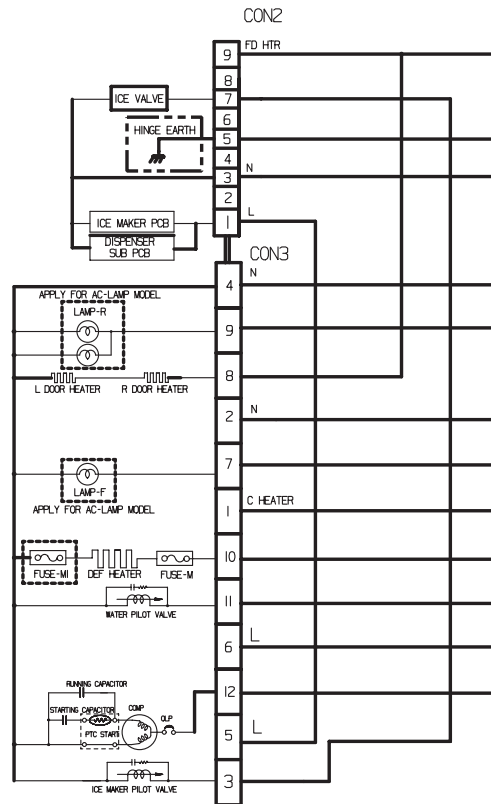 CON2
9 FD HTR
8
ICE VALVE 7
6
HINGE EARTH 5
4
3 N
2
1 L
ICE MAKER PCB
DISPENSER
SUB PCB
CON3
4 N
APPLY FOR AC-LAMP MODEL
LAMP-R
9
8
L DOOR HEATER R DOOR HEATER
2 N
7
LAMP-F
APPLY FOR AC-LAMP MODEL
1 C HEATER
10
FUSE-M1 DEF HEATER FUSE-M
11
WATER PILOT VALVE
6 L
RUNNING CAPACITOR
12
STARTING CAPACITOR COMP OLP
PTC START
5 L
3
ICE MAKER PILOT VALVE